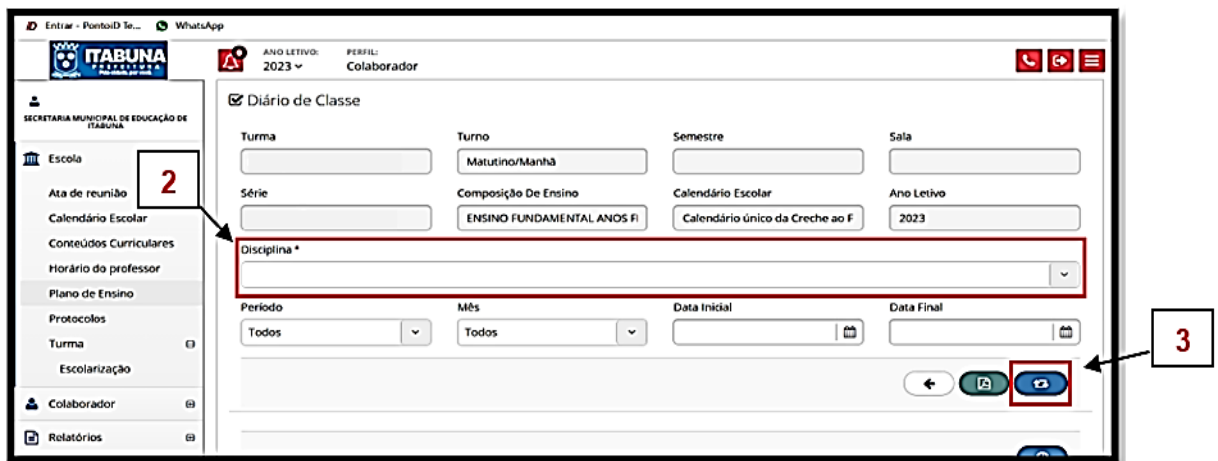 Entrar - PontoiD Te... WhatsApp
ITABUNA
PREFEITURA
ANO LETIVO: PERFIL:
2023 Colaborador
SECRETARIA MUNICIPAL DE EDUCAÇÃO DE
ITABUNA
Escola
Ata de reunião
Calendário Escolar
Conteúdos Curriculares
Horário do professor
Plano de Ensino
Protocolos
Turma
Escolarização
Colaborador
Relatórios
2
Diário de Classe
Turma Turno Semestre Sala
Matutino/Manhã
Série Composição De Ensino Calendário Escolar Ano Letivo
ENSINO FUNDAMENTAL ANOS FI Calendário único da Creche ao F 2023
Disciplina *
Período Mês Data Inicial Data Final
Todos Todos
3